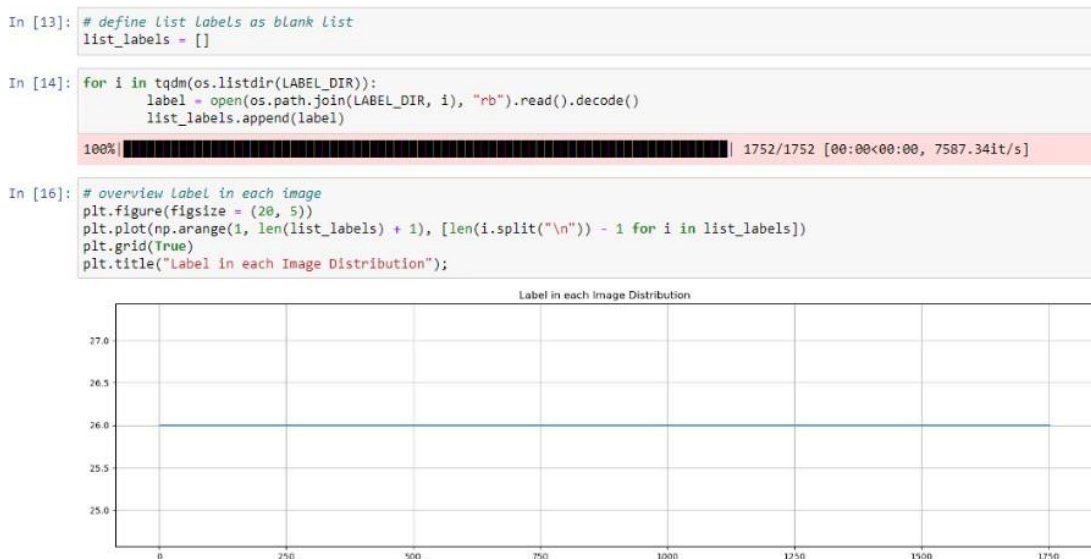 In [13]: # define list labels as blank list
list_labels = []
In [14]: for i in tqdm(os.listdir(LABEL_DIR)):
label = open(os.path.join(LABEL_DIR, i), "rb").read().decode()
list_labels.append(label)
100%| | 1752/1752 [00:00<00:00, 7587.34it/s]
In [16]: # overview label in each image
plt.figure(figsize = (20, 5))
plt.plot(np.arange(1, len(list_labels) + 1), [len(i.split("\n")) - 1 for i in list_labels])
plt.grid(True)
plt.title("Label in each Image Distribution");
Label in each Image Distribution
27.0
26.5
26.0
25.5
25.0
0 250 500 750 1000 1250 1500 1750